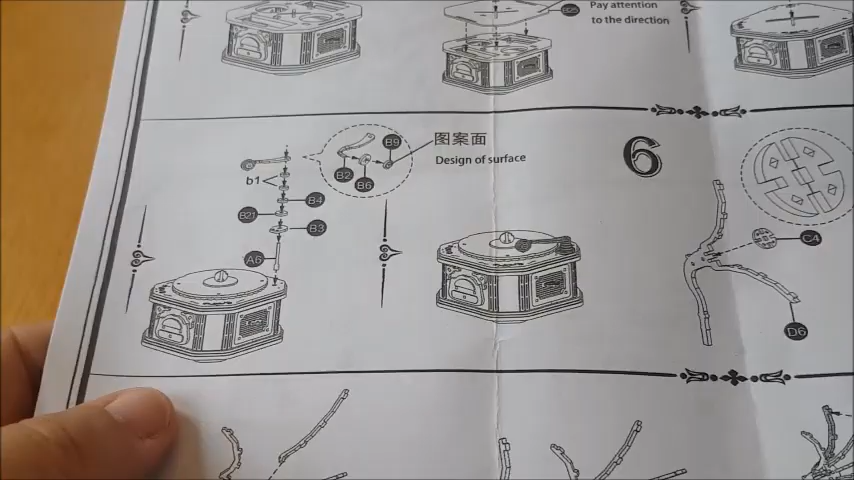 Pay attention
to the direction
B9
图案面
Design of surface
B2
B6
b1
B4
B21
B3
A6
6
C4
D6